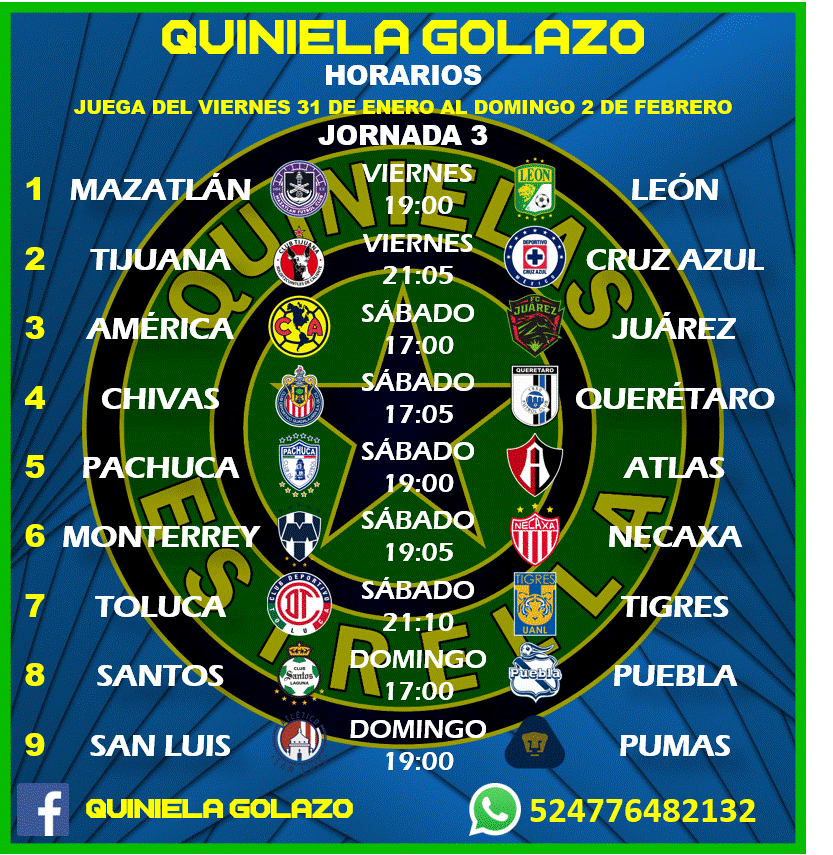 QUINIELA GOLAZO
HORARIOS
JUEGA DEL VIERNES 31 DE ENERO AL DOMINGO 2 DE FEBRERO
JORNADA 3
QUINIELAS ESTRELLA
1 MAZATLÁN VIERNES 19:00 LEÓN
2 TIJUANA VIERNES 21:05 CRUZ AZUL
3 AMÉRICA SÁBADO 17:00 JUÁREZ
4 CHIVAS SÁBADO 17:05 QUERÉTARO
5 PACHUCA SÁBADO 19:00 ATLAS
6 MONTERREY SÁBADO 19:05 NECAXA
7 TOLUCA SÁBADO 21:10 TIGRES
8 SANTOS DOMINGO 17:00 PUEBLA
9 SAN LUIS DOMINGO 19:00 PUMAS
QUINIELA GOLAZO
524776482132